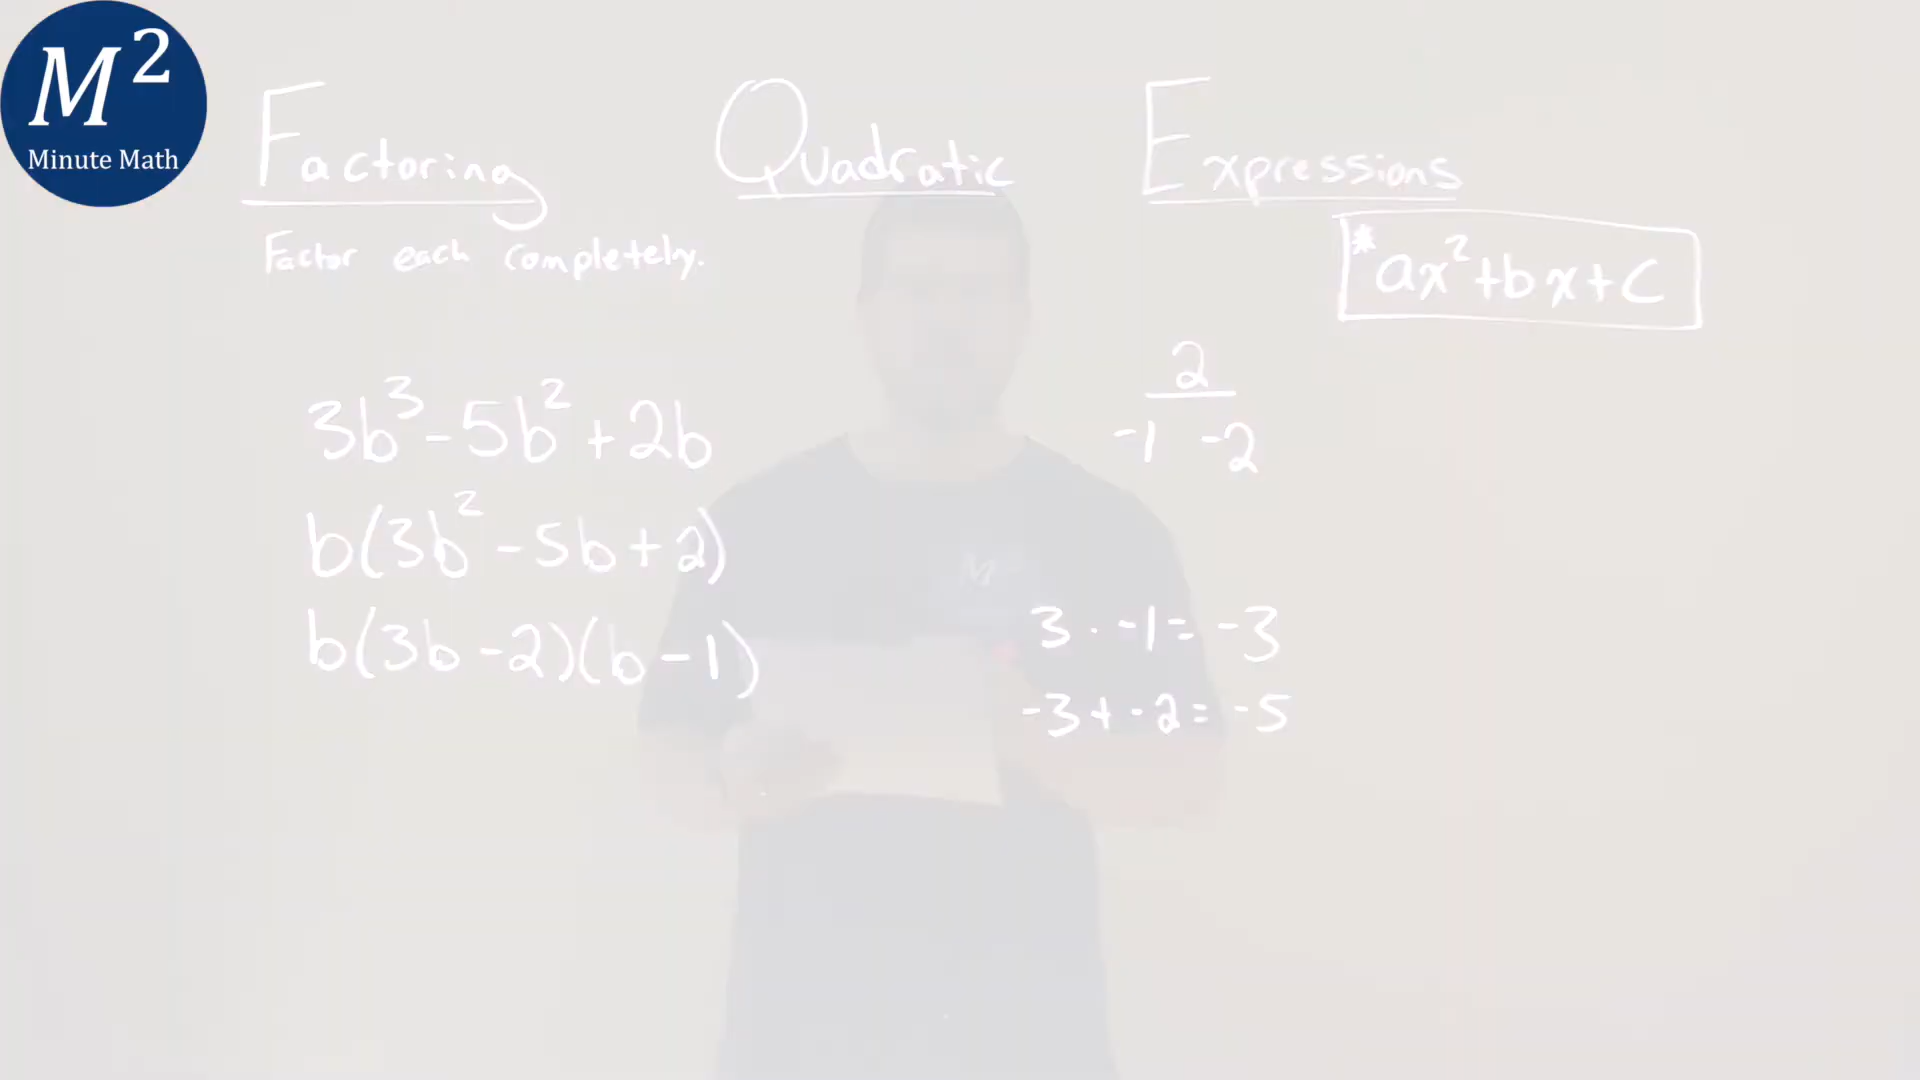 M²
Minute Math
Factoring Quadratic Expressions
Factor each completely.
*ax²+bx+c
3b³-5b²+2b
b(3b²-5b+2)
b(3b-2)(b-1)
2
-1 -2
3·-1=-3
-3+-2=-5
M²